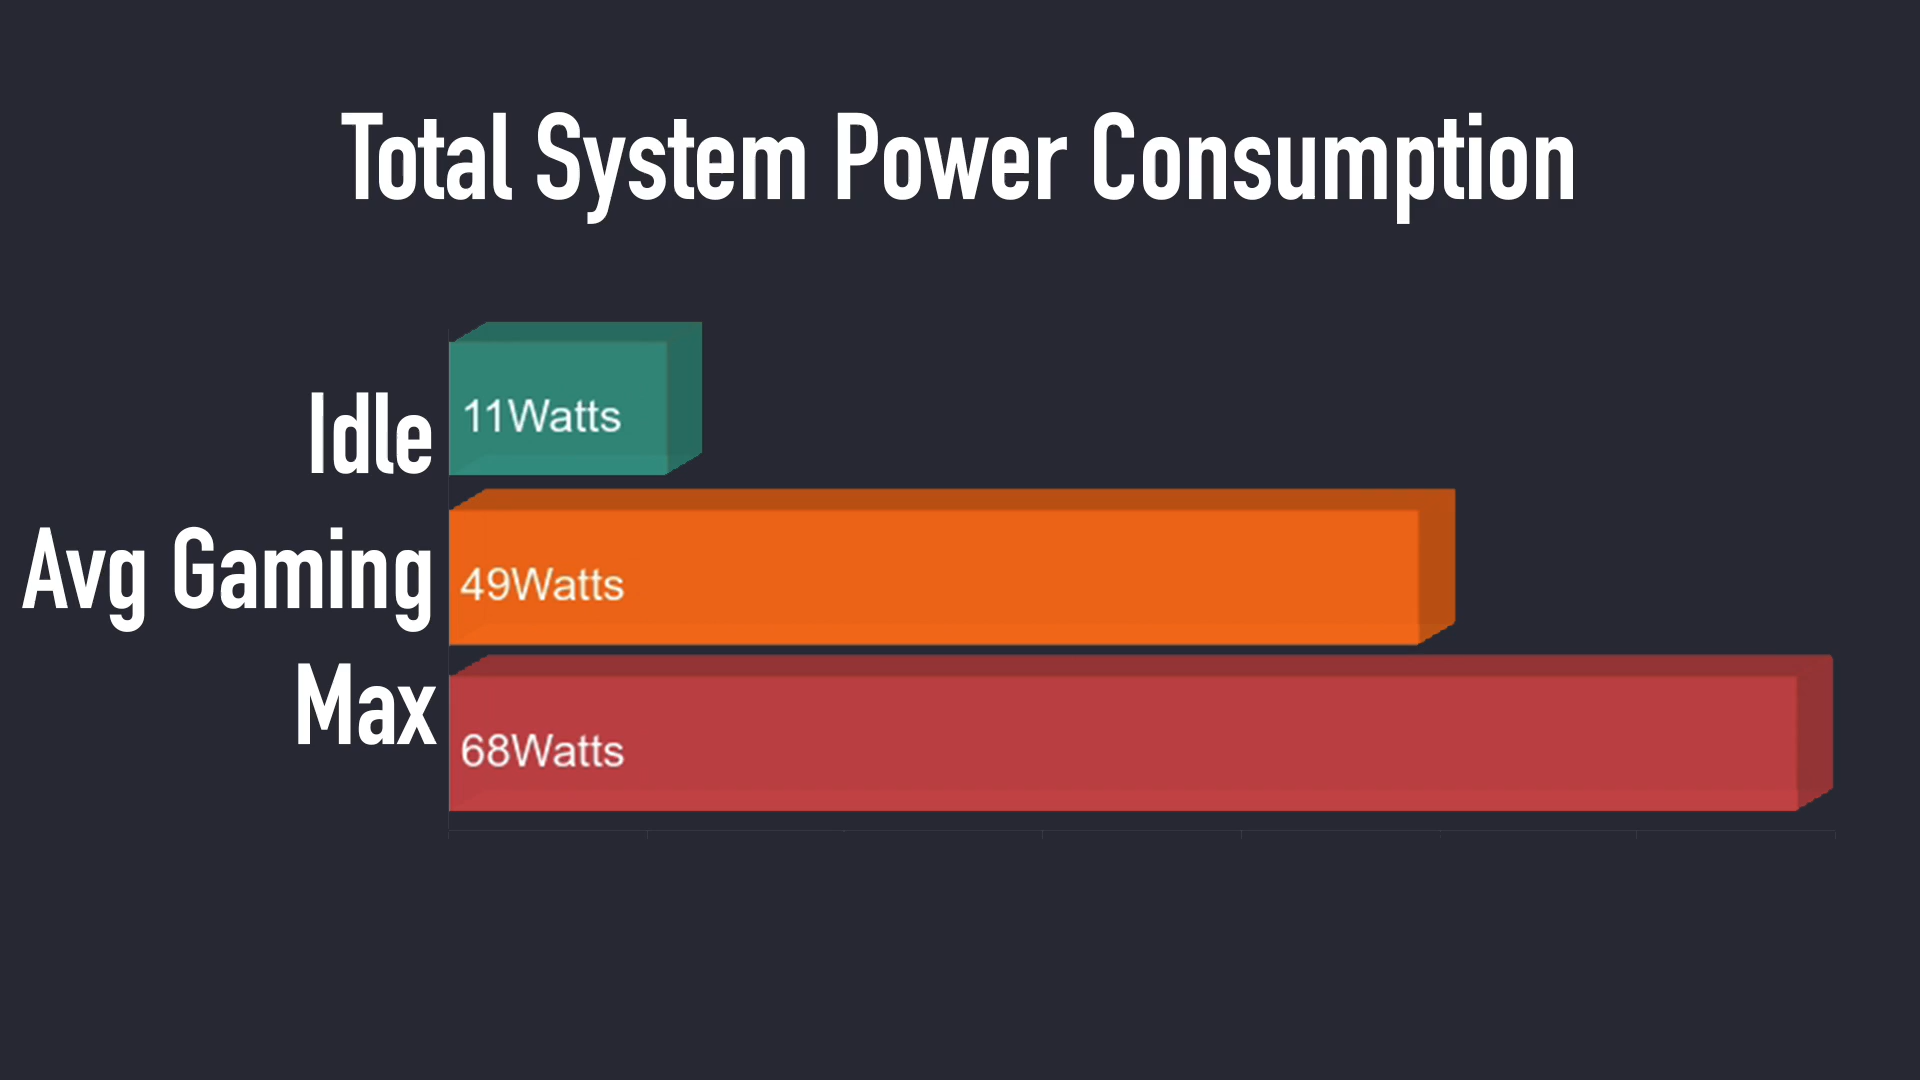 Total System Power Consumption
Idle
11Watts
Avg Gaming
49Watts
Max
68Watts